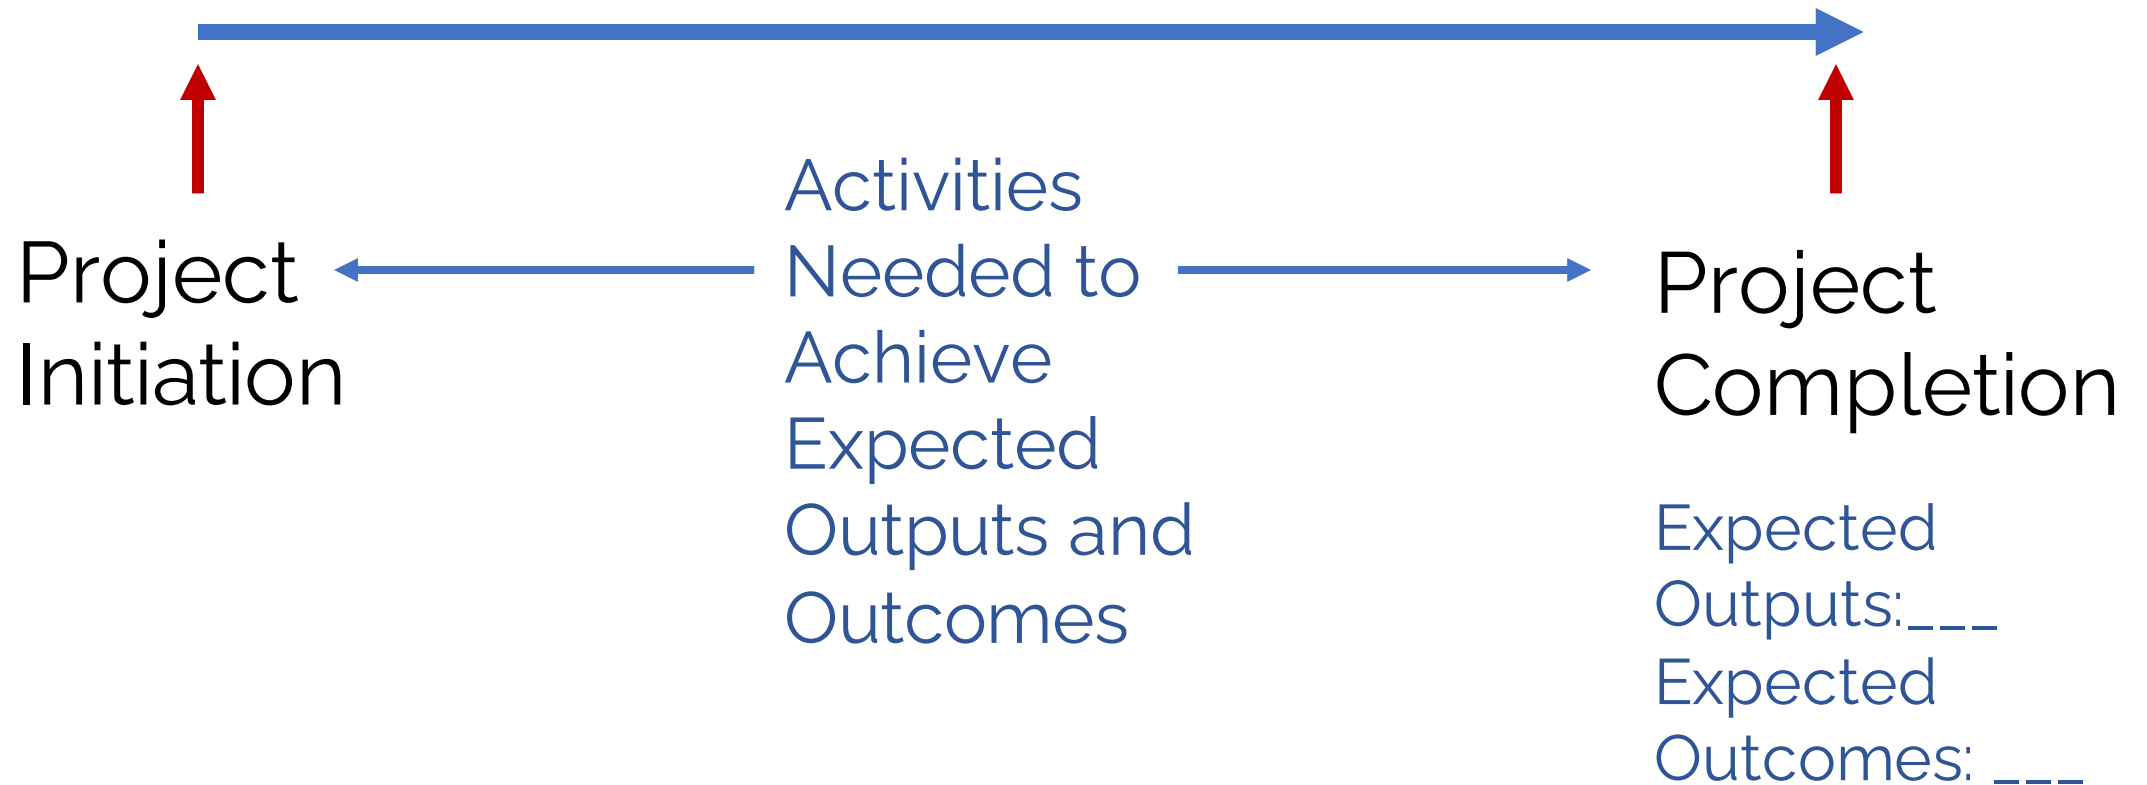 Project
Initiation
Activities
Needed to
Achieve
Expected
Outputs and
Outcomes
Project
Completion
Expected
Outputs:___
Expected
Outcomes: ___